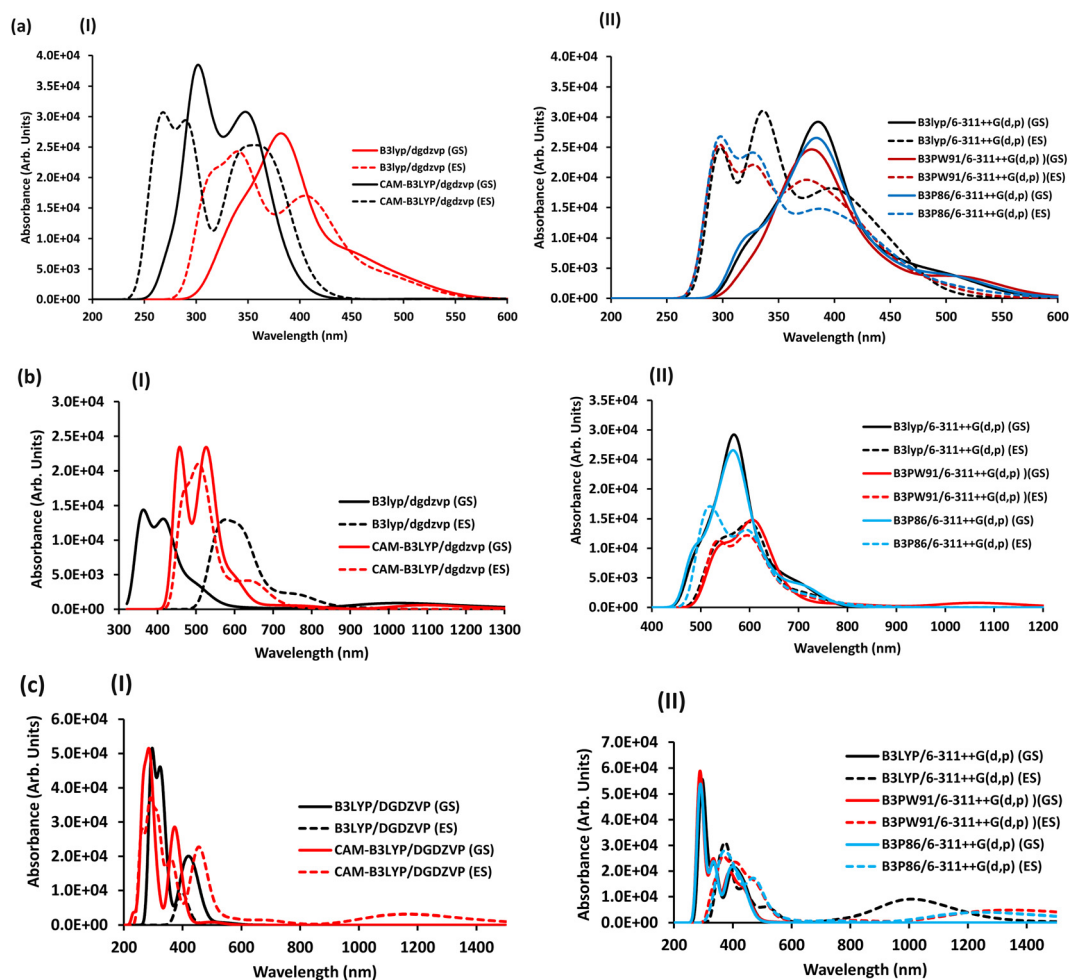 (a)
(I)
Absorbance (Arb. Units)
4.0E+04
3.5E+04
3.0E+04
2.5E+04
2.0E+04
1.5E+04
1.0E+04
5.0E+03
0.0E+00
200 250 300 350 400 450 500 550 600
Wavelength (nm)
B3lyp/dgdzvp (GS)
B3lyp/dgdzvp (ES)
CAM-B3LYP/dgdzvp (GS)
CAM-B3LYP/dgdzvp (ES)
(II)
Absorbance (Arb. Units)
4.0E+04
3.5E+04
3.0E+04
2.5E+04
2.0E+04
1.5E+04
1.0E+04
5.0E+03
0.0E+00
200 250 300 350 400 450 500 550 600
Wavelength (nm)
B3lyp/6-311++G(d,p) (GS)
B3lyp/6-311++G(d,p) (ES)
B3PW91/6-311++G(d,p) )(GS)
B3PW91/6-311++G(d,p) )(ES)
B3P86/6-311++G(d,p) (GS)
B3P86/6-311++G(d,p) (ES)
(b)
(I)
Absorbance (Arb. Units)
3.0E+04
2.5E+04
2.0E+04
1.5E+04
1.0E+04
5.0E+03
0.0E+00
300 400 500 600 700 800 900 1000 1100 1200 1300
Wavelength (nm)
B3lyp/dgdzvp (GS)
B3lyp/dgdzvp (ES)
CAM-B3LYP/dgdzvp (GS)
CAM-B3LYP/dgdzvp (ES)
(II)
Absorbance (Arb. Units)
3.5E+04
3.0E+04
2.5E+04
2.0E+04
1.5E+04
1.0E+04
5.0E+03
0.0E+00
400 500 600 700 800 900 1000 1100 1200
Wavelength (nm)
B3lyp/6-311++G(d,p) (GS)
B3lyp/6-311++G(d,p) (ES)
B3PW91/6-311++G(d,p) )(GS)
B3PW91/6-311++G(d,p) )(ES)
B3P86/6-311++G(d,p) (GS)
B3P86/6-311++G(d,p) (ES)
(c)
(I)
Absorbance (Arb. Units)
6.0E+04
5.0E+04
4.0E+04
3.0E+04
2.0E+04
1.0E+04
0.0E+00
200 400 600 800 1000 1200 1400
Wavelength (nm)
B3LYP/DGDZVP (GS)
B3LYP/DGDZVP (ES)
CAM-B3LYP/DGDZVP (GS)
CAM-B3LYP/DGDZVP (ES)
(II)
Absorbance (Arb. Units)
7.0E+04
6.0E+04
5.0E+04
4.0E+04
3.0E+04
2.0E+04
1.0E+04
0.0E+00
200 400 600 800 1000 1200 1400
Wavelength (nm)
B3LYP/6-311++G(d,p) (GS)
B3LYP/6-311++G(d,p) (ES)
B3PW91/6-311++G(d,p) )(GS)
B3PW91/6-311++G(d,p) )(ES)
B3P86/6-311++G(d,p) (GS)
B3P86/6-311++G(d,p) (ES)